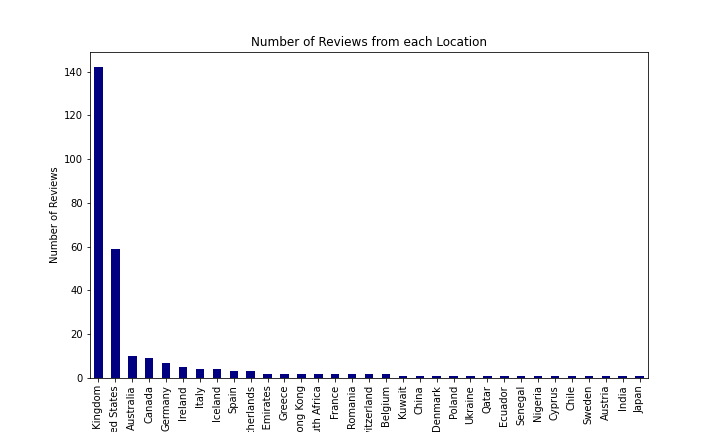 Number of Reviews from each Location
Number of Reviews
140
120
100
80
60
40
20
0
Kingdom
ed States
Australia
Canada
Germany
Ireland
Italy
Iceland
Spain
therlands
Emirates
Greece
ong Kong
uth Africa
France
Romania
witzerland
Belgium
Kuwait
China
Denmark
Poland
Ukraine
Qatar
Ecuador
Senegal
Nigeria
Cyprus
Chile
Sweden
Austria
India
Japan